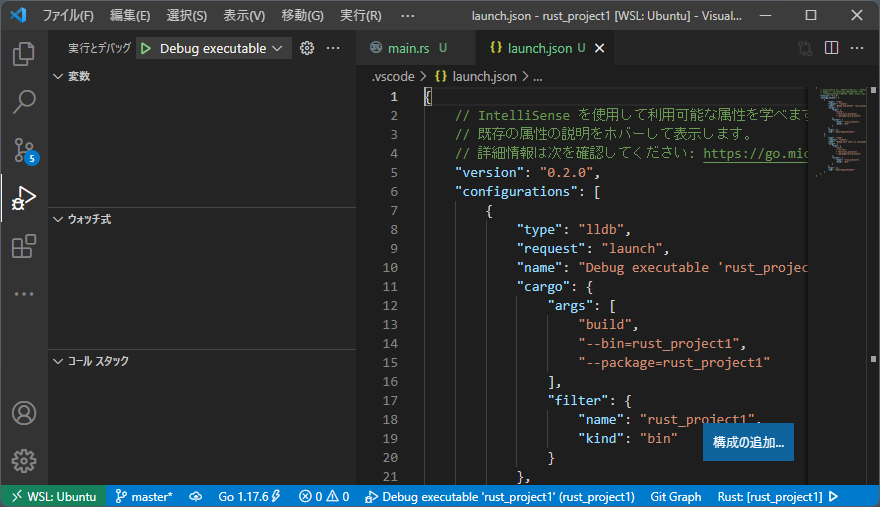 ファイル(F) 編集(E) 選択(S) 表示(V) 移動(G) 実行(R) ··· launch.json - rust_project1 [WSL: Ubuntu] - Visual...
実行とデバッグ Debug executable ···
main.rs U {} launch.json U
.vscode > {} launch.json > ...
変数
ウォッチ式
コール スタック
5
1 {
2 // IntelliSense を使用して利用可能な属性を学べます
3 // 既存の属性の説明をホバーして表示します。
4 // 詳細情報は次を確認してください: https://go.mic
5 "version": "0.2.0",
6 "configurations": [
7 {
8 "type": "lldb",
9 "request": "launch",
10 "name": "Debug executable 'rust_projec
11 "cargo": {
12 "args": [
13 "build",
14 "--bin=rust_project1",
15 "--package=rust_project1"
16 ],
17 "filter": {
18 "name": "rust_project1",
19 "kind": "bin"
20 }
21 },
構成の追加...
WSL: Ubuntu master* Go 1.17.6 0 0 Debug executable 'rust_project1' (rust_project1) Git Graph Rust: [rust_project1]